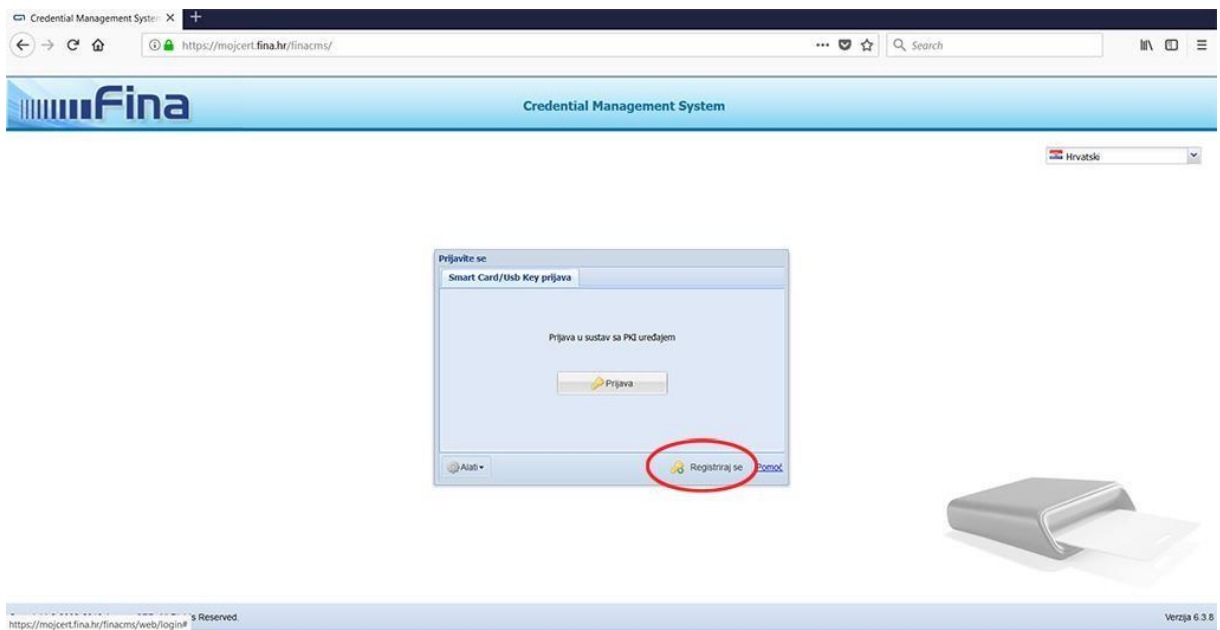 Credential Management System
https://mojcert.fina.hr/finacms/
Search
Fina
Credential Management System
Hrvatski
Prijavite se
Smart Card/Usb Key prijava
Prijava u sustav sa PKI uređajem
Prijava
Alati
Registriraj se
Pomoć
s Reserved.
https://mojcert.fina.hr/finacms/web/login#
Verzija 6.3.8